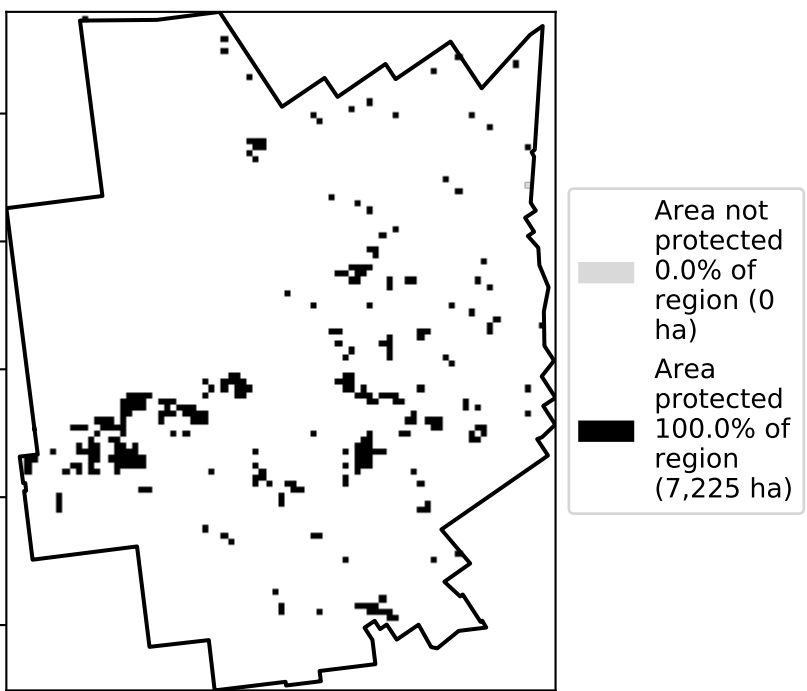 Area not
protected
0.0% of
region (0
ha)
Area
protected
100.0% of
region
(7,225 ha)